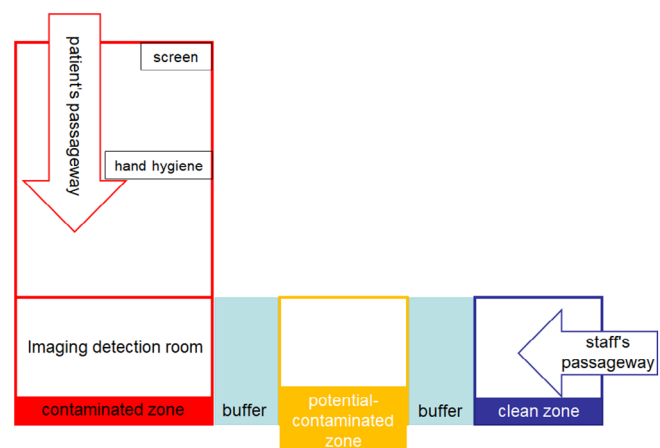 patient's passageway
screen
hand hygiene
Imaging detection room
staff's
passageway
contaminated zone
buffer
potential-
contaminated
zone
buffer
clean zone